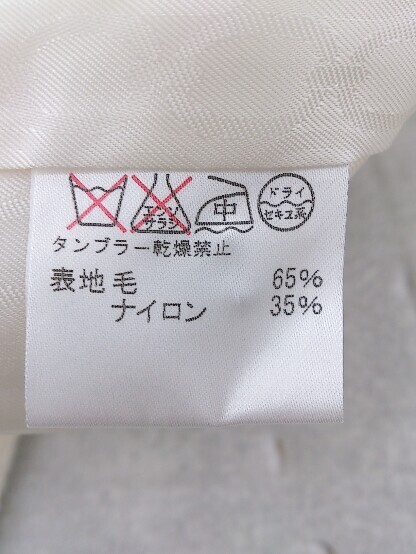 エンソ
サラシ
中
ドライ
セキユ系
タンブラー乾燥禁止
表地 毛 65%
ナイロン 35%